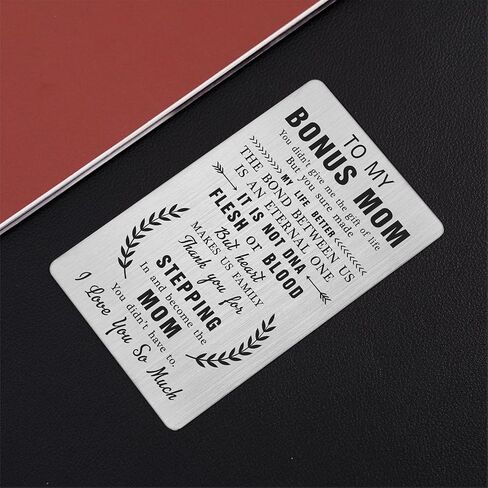 TO MY
BONUS MOM
You didn't give me the gift of life
But you sure made
MY LIFE BETTER
THE BOND BETWEEN US
IS AN ETERNAL ONE
IT IS NOT DNA
FLESH or BLOOD
But heart
MAKES US FAMILY
Thank you for
STEPPING
In and become the
MOM
You didn't have to.
I Love You So Much